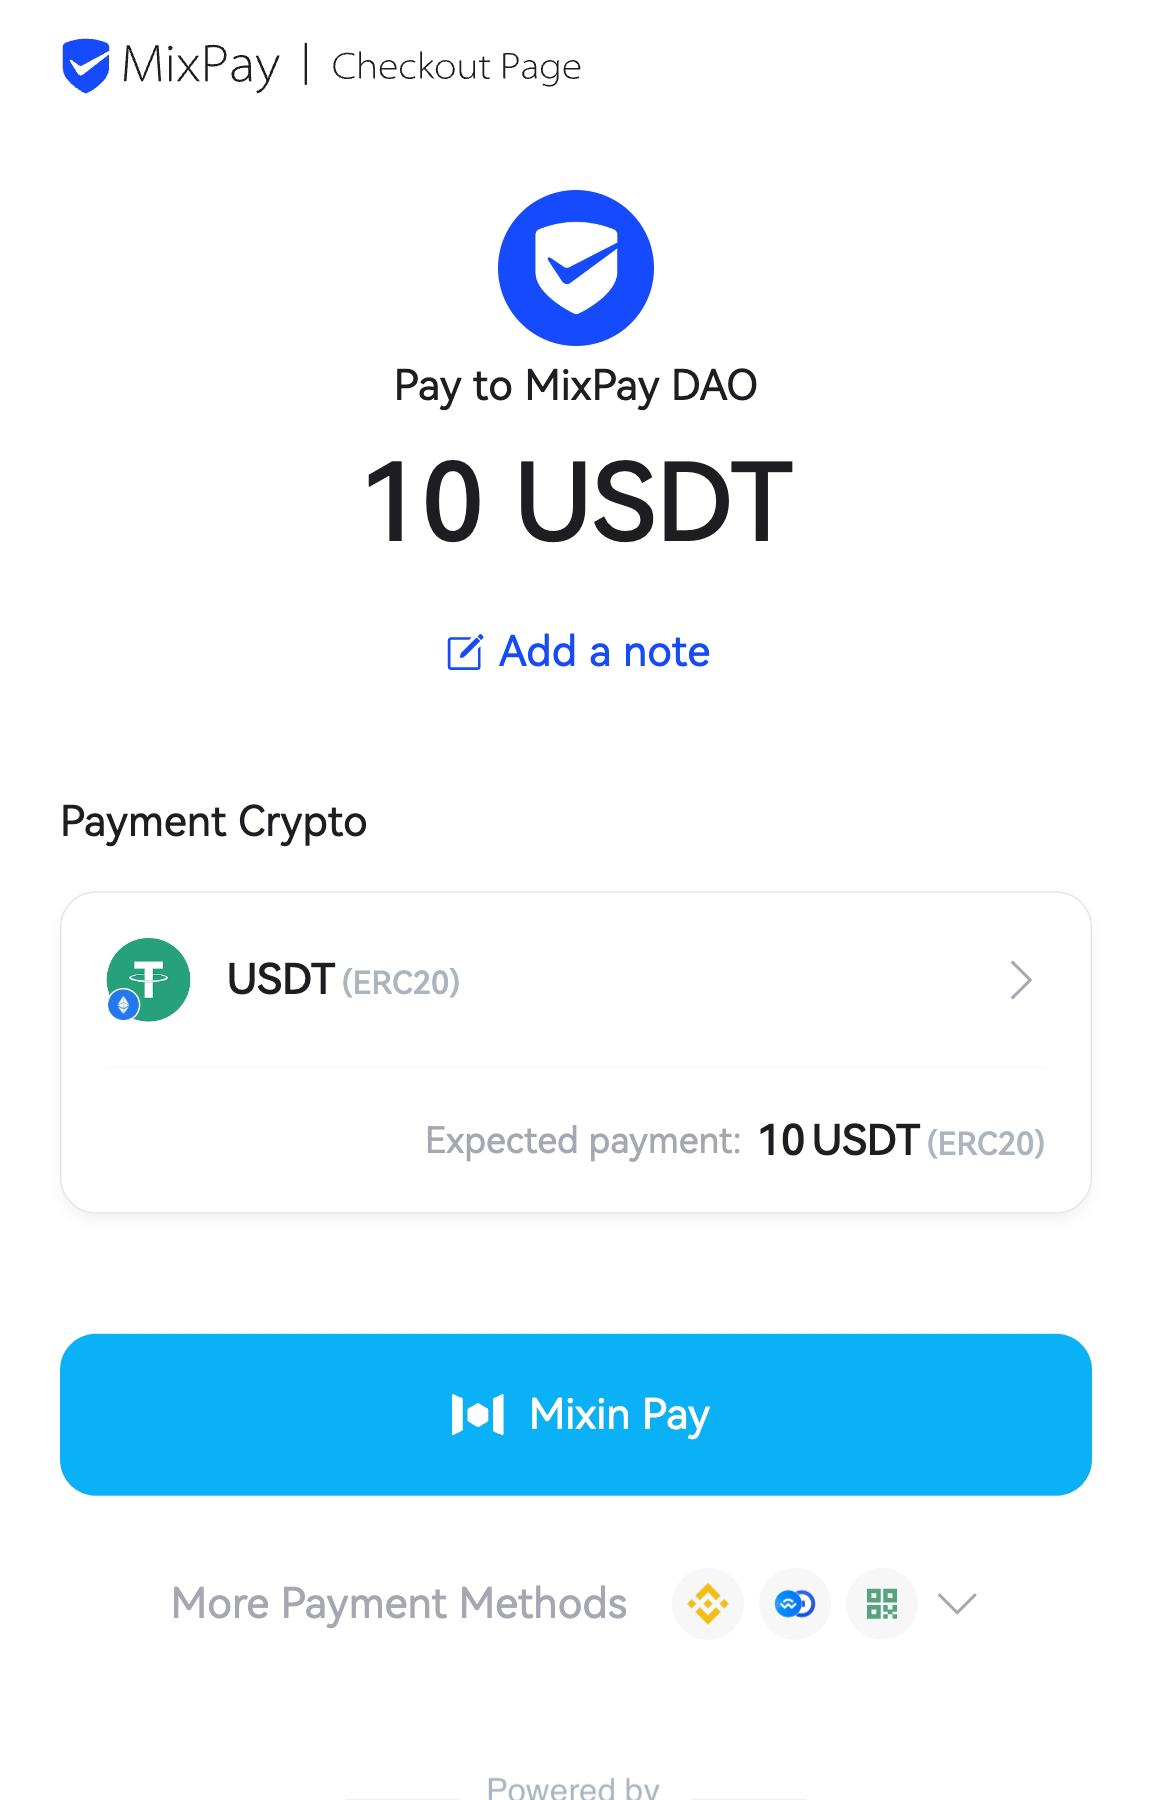 MixPay | Checkout Page
Pay to MixPay DAO
10 USDT
Add a note
Payment Crypto
USDT (ERC20)
Expected payment: 10 USDT (ERC20)
Mixin Pay
More Payment Methods
Powered by